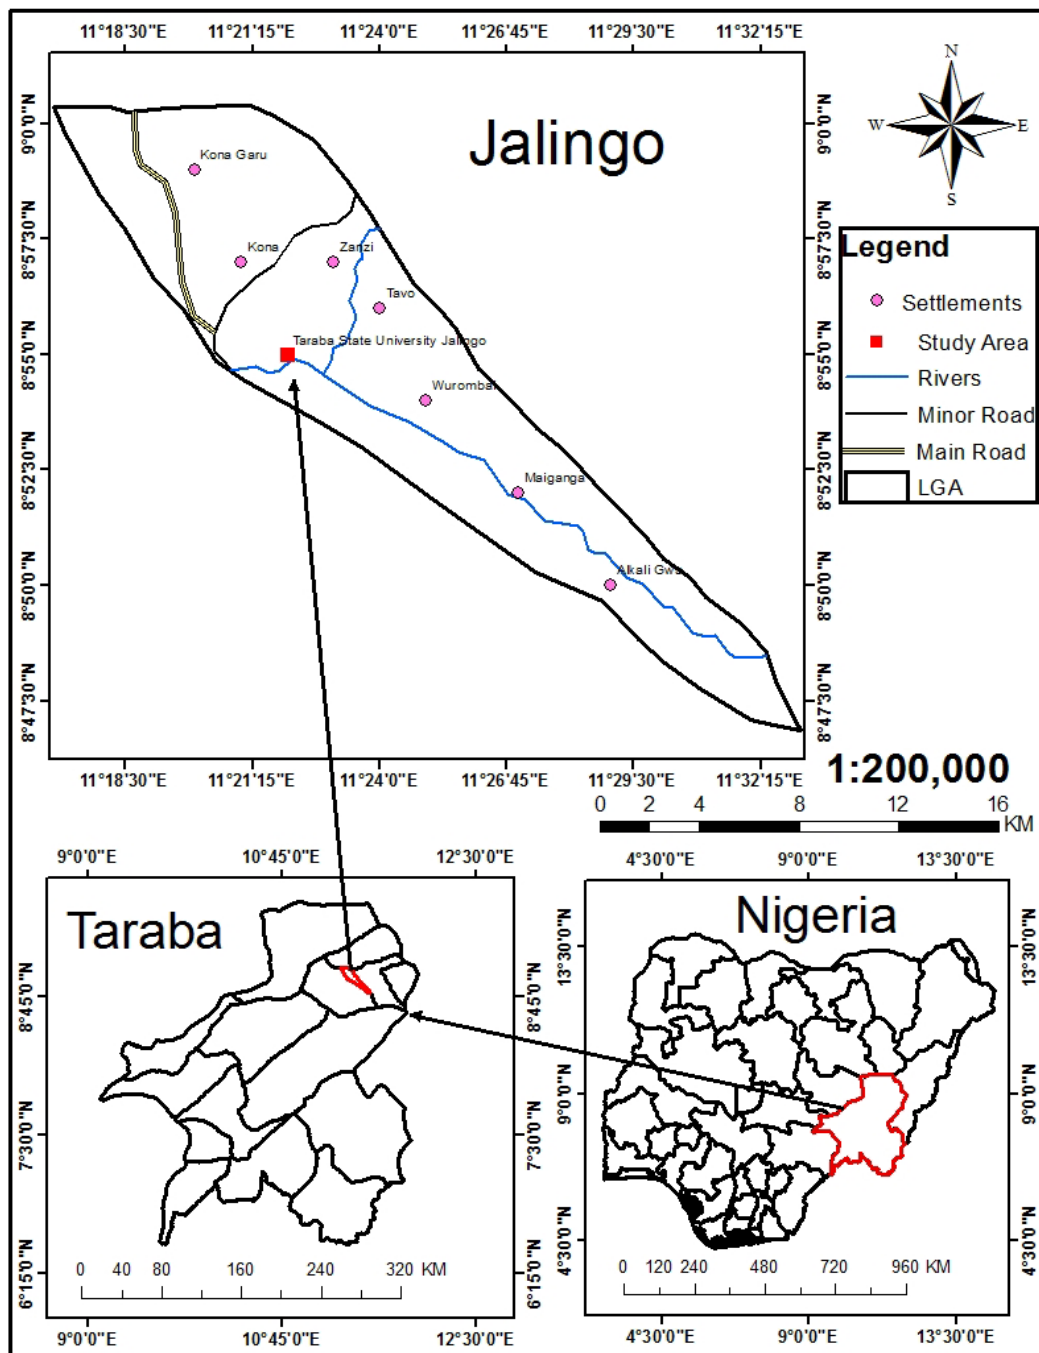 11°18'30"E 11°21'15"E 11°24'0"E 11°26'45"E 11°29'30"E 11°32'15"E
N
W E
S
Jalingo
9°0'0"N 9°0'0"N
8°57'30"N 8°57'30"N
8°55'0"N 8°55'0"N
8°52'30"N 8°52'30"N
8°50'0"N 8°50'0"N
8°47'30"N 8°47'30"N
Kona Garu
Kona
Zanzi
Tavo
Taraba State University Jalingo
Wurombai
Maiganga
Alkali Gws
Legend
Settlements
Study Area
Rivers
Minor Road
Main Road
LGA
11°18'30"E 11°21'15"E 11°24'0"E 11°26'45"E 11°29'30"E 11°32'15"E
1:200,000
0 2 4 8 12 16
KM
9°0'0"E 10°45'0"E 12°30'0"E
Taraba
8°45'0"N 8°45'0"N
7°30'0"N 7°30'0"N
6°15'0"N 6°15'0"N
0 40 80 160 240 320 KM
9°0'0"E 10°45'0"E 12°30'0"E
4°30'0"E 9°0'0"E 13°30'0"E
Nigeria
13°30'0"N 13°30'0"N
9°0'0"N 9°0'0"N
4°30'0"N 4°30'0"N
0 120 240 480 720 960 KM
4°30'0"E 9°0'0"E 13°30'0"E